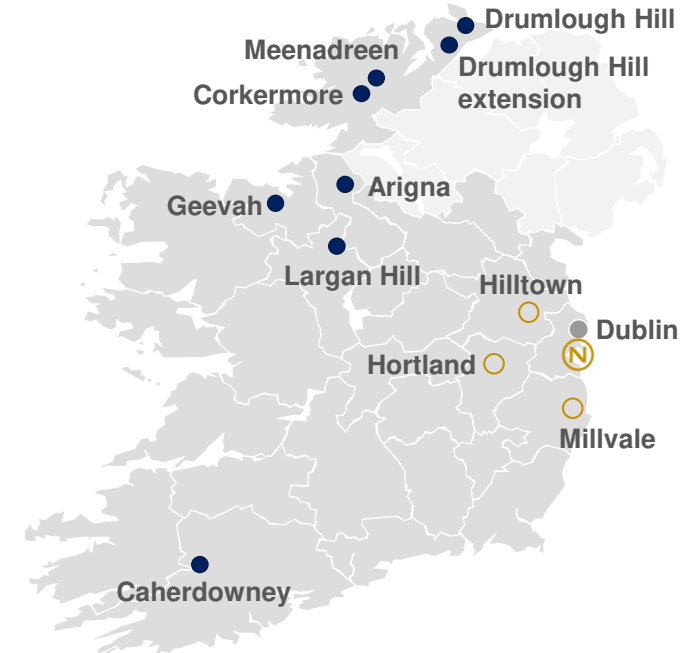 Drumlough Hill
Meenadreen
Drumlough Hill
extension
Corkermore
Arigna
Geevah
Largan Hill
Hilltown
Dublin
N
Hortland
Millvale
Caherdowney